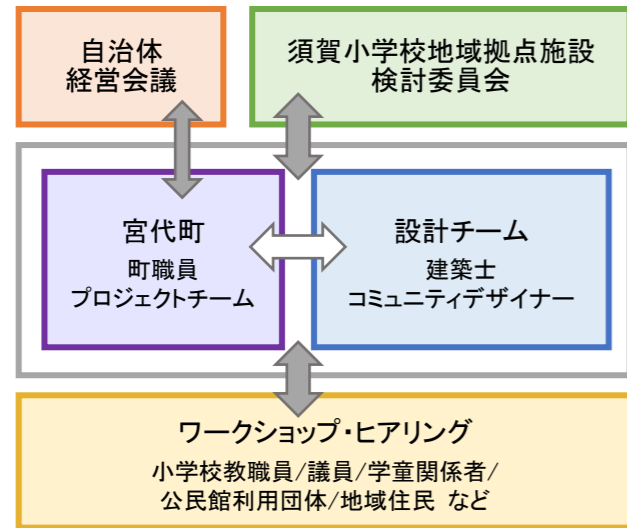 自治体
経営会議
須賀小学校地域拠点施設
検討委員会
宮代町
町職員
プロジェクトチーム
設計チーム
建築士
コミュニティデザイナー
ワークショップ・ヒアリング
小学校教職員/議員/学童関係者/
公民館利用団体/地域住民 など